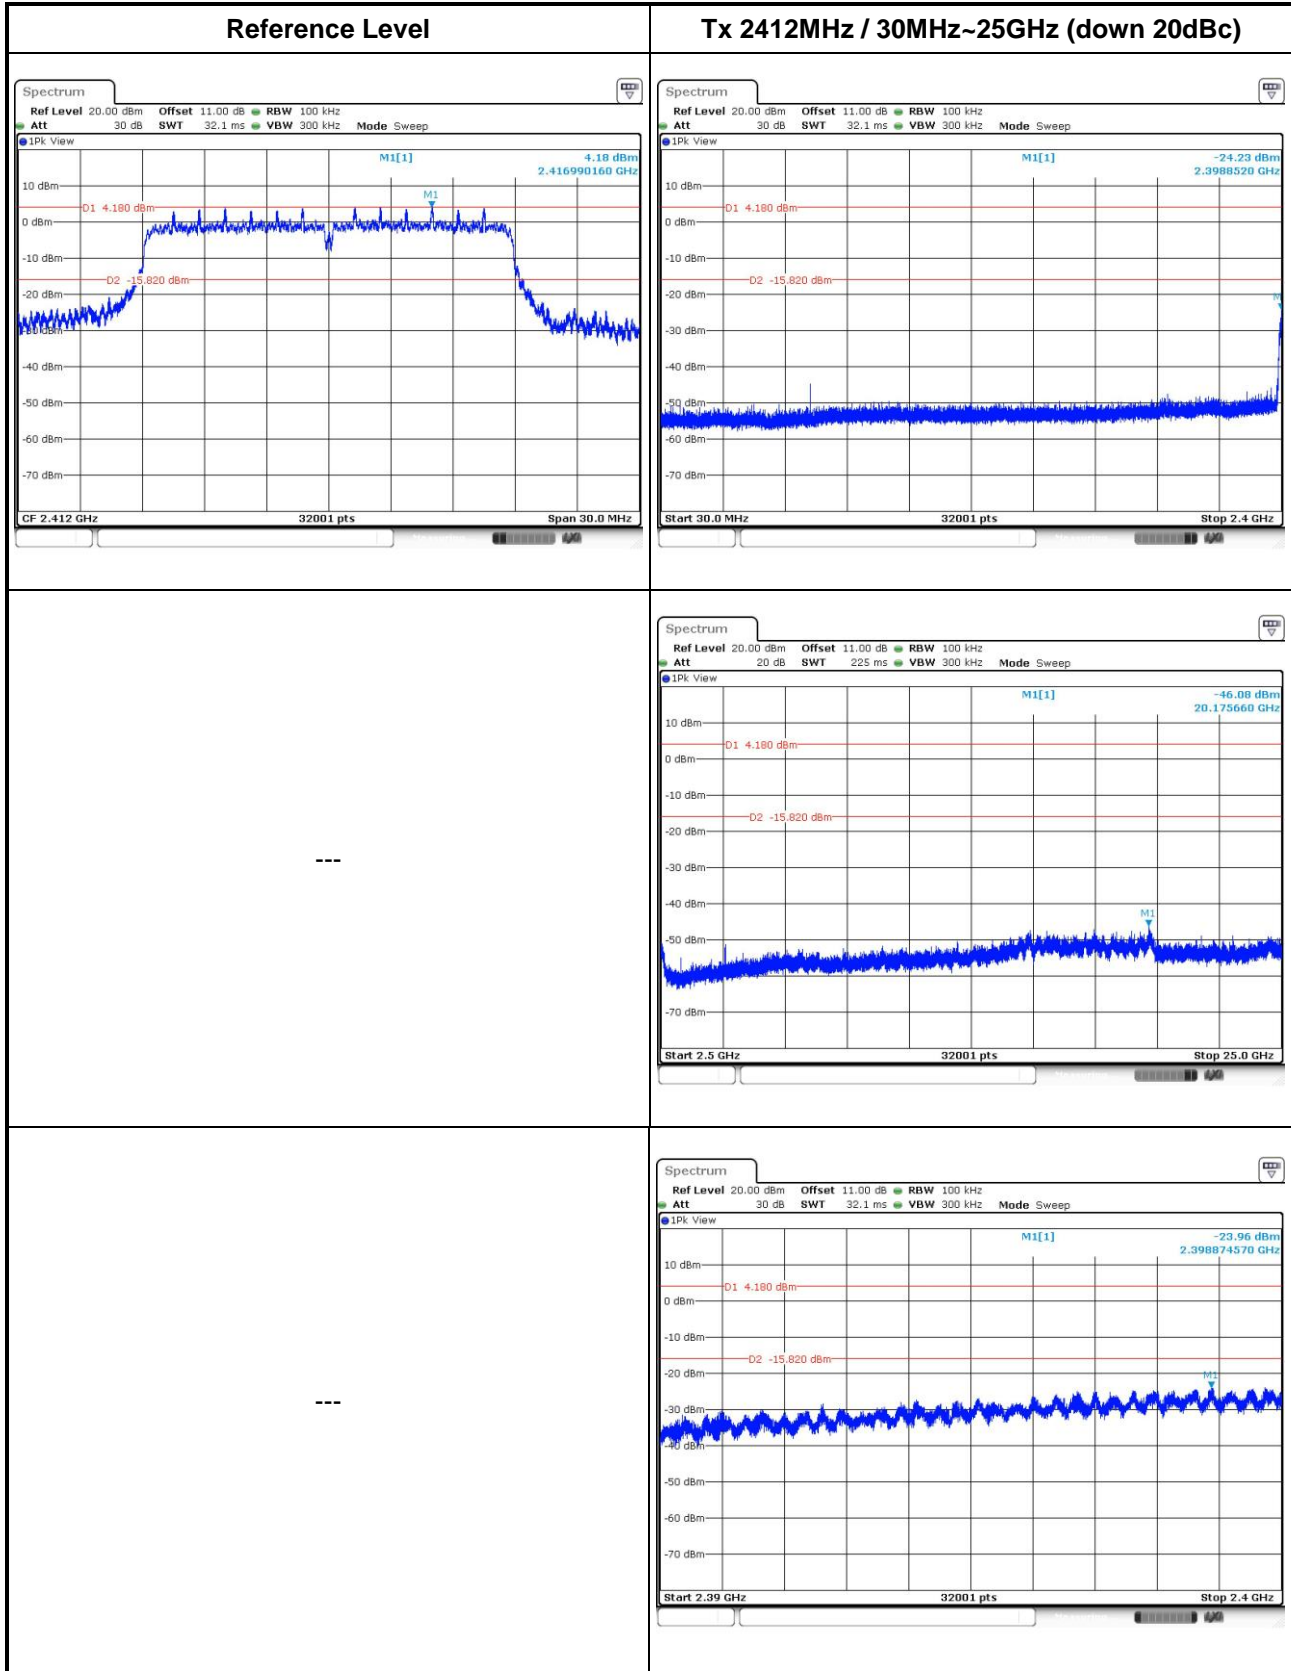 Reference Level
Tx 2412MHz / 30MHz~25GHz (down 20dBc)
Spectrum
Ref Level 20.00 dBm Offset 11.00 dB RBW 100 kHz
Att 30 dB SWT 32.1 ms VBW 300 kHz Mode Sweep
1Pk View
M1[1] 4.18 dBm
2.416990160 GHz
10 dBm
M1
D1 4.180 dBm
0 dBm
-10 dBm
D2 -15.820 dBm
-20 dBm
-30 dBm
-40 dBm
-50 dBm
-60 dBm
-70 dBm
CF 2.412 GHz 32001 pts Span 30.0 MHz
Spectrum
Ref Level 20.00 dBm Offset 11.00 dB RBW 100 kHz
Att 30 dB SWT 32.1 ms VBW 300 kHz Mode Sweep
1Pk View
M1[1] -24.23 dBm
2.3988520 GHz
10 dBm
D1 4.180 dBm
0 dBm
-10 dBm
D2 -15.820 dBm
-20 dBm
-30 dBm
-40 dBm
-50 dBm
-60 dBm
-70 dBm
Start 30.0 MHz 32001 pts Stop 2.4 GHz
---
Spectrum
Ref Level 20.00 dBm Offset 11.00 dB RBW 100 kHz
Att 20 dB SWT 225 ms VBW 300 kHz Mode Sweep
1Pk View
M1[1] -46.08 dBm
20.175660 GHz
10 dBm
D1 4.180 dBm
0 dBm
-10 dBm
D2 -15.820 dBm
-20 dBm
-30 dBm
-40 dBm
M1
-50 dBm
-70 dBm
Start 2.5 GHz 32001 pts Stop 25.0 GHz
---
Spectrum
Ref Level 20.00 dBm Offset 11.00 dB RBW 100 kHz
Att 30 dB SWT 32.1 ms VBW 300 kHz Mode Sweep
1Pk View
M1[1] -23.96 dBm
2.398874570 GHz
10 dBm
D1 4.180 dBm
0 dBm
-10 dBm
D2 -15.820 dBm
-20 dBm
M1
-30 dBm
-40 dBm
-50 dBm
-60 dBm
-70 dBm
Start 2.39 GHz 32001 pts Stop 2.4 GHz